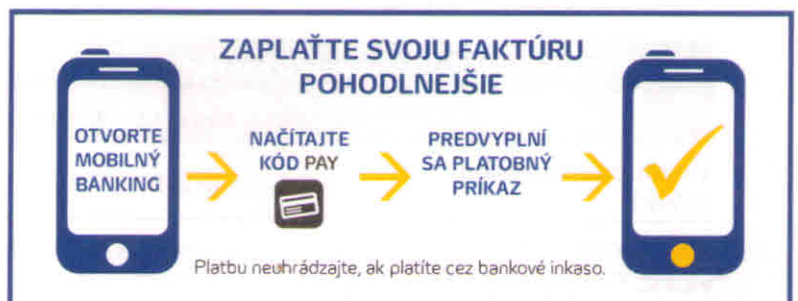 ZAPLAŤTE SVOJU FAKTÚRU
POHODLNEJŠIE
OTVORTE
MOBILNÝ
BANKING
NAČÍTAJTE
KÓD PAY
PREDVYPLNÍ
SA PLATOBNÝ
PRÍKAZ
Platbu neuhrádzajte, ak platíte cez bankové inkaso.